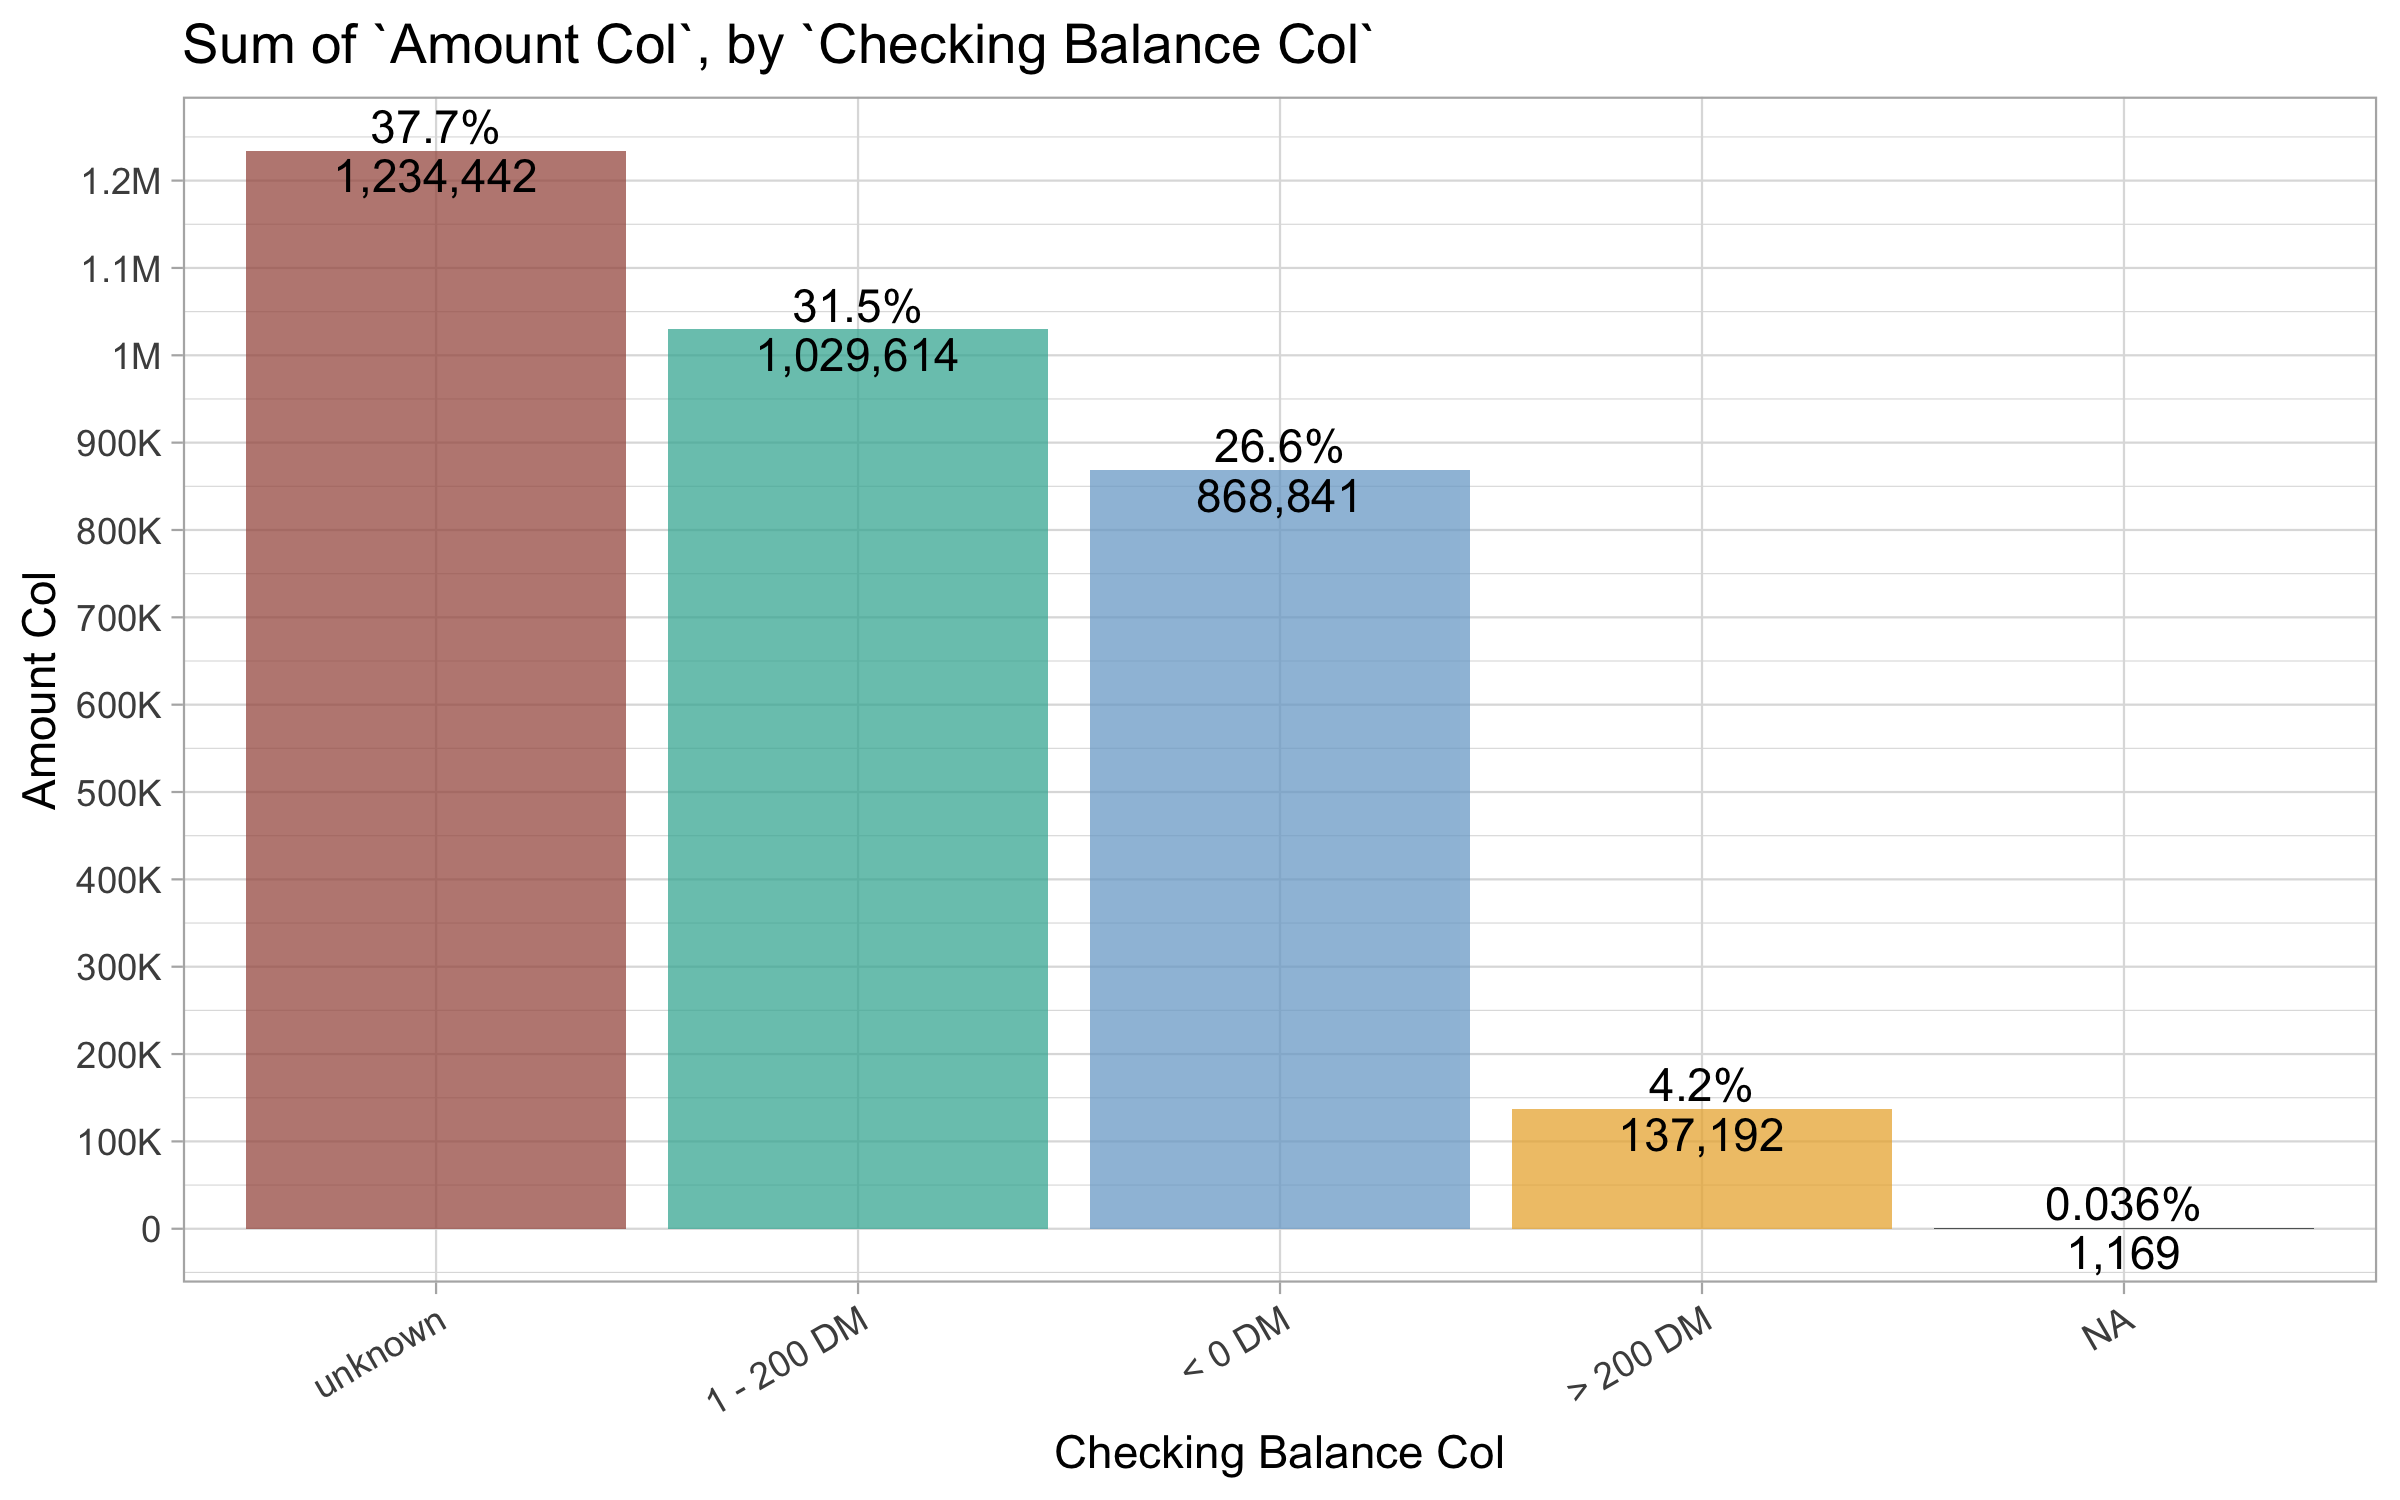 Sum of `Amount Col`, by `Checking Balance Col`
37.7%
1,234,442
31.5%
1,029,614
26.6%
868,841
4.2%
137,192
0.036%
1,169
1.2M
1.1M
1M
900K
800K
700K
600K
500K
400K
300K
200K
100K
0
Amount Col
unknown
1 - 200 DM
< 0 DM
> 200 DM
NA
Checking Balance Col